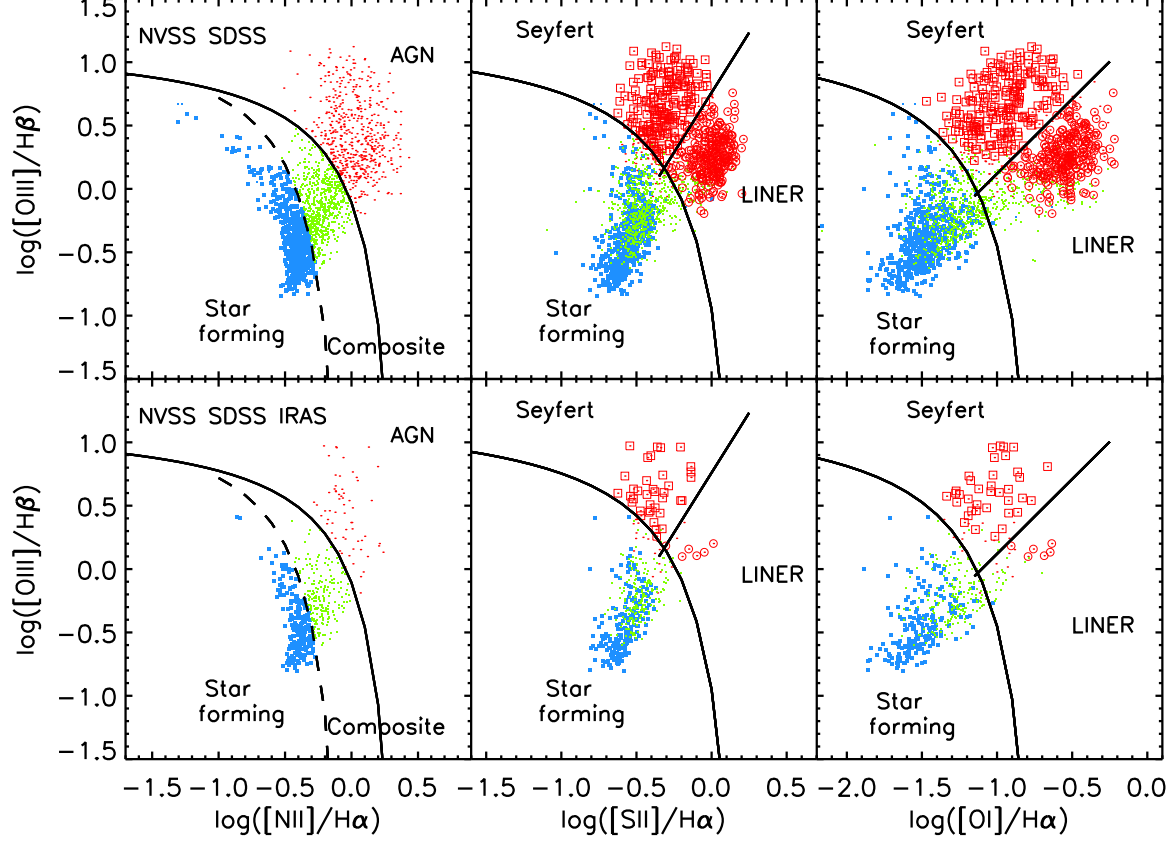 1.5
NVSS SDSS
AGN
Seyfert
Seyfert
1.0
0.5
0.0
−0.5
−1.0
−1.5
log([OIII]/Hβ)
LINER
LINER
Star
forming
Composite
Star
forming
Star
forming
NVSS SDSS IRAS
AGN
Seyfert
Seyfert
1.0
0.5
0.0
−0.5
−1.0
−1.5
log([OIII]/Hβ)
LINER
LINER
Star
forming
Composite
Star
forming
Star
forming
−1.5 −1.0 −0.5 0.0 0.5
−1.5 −1.0 −0.5 0.0 0.5
−2.0 −1.5 −1.0 −0.5 0.0
log([NII]/Hα)
log([SII]/Hα)
log([OI]/Hα)